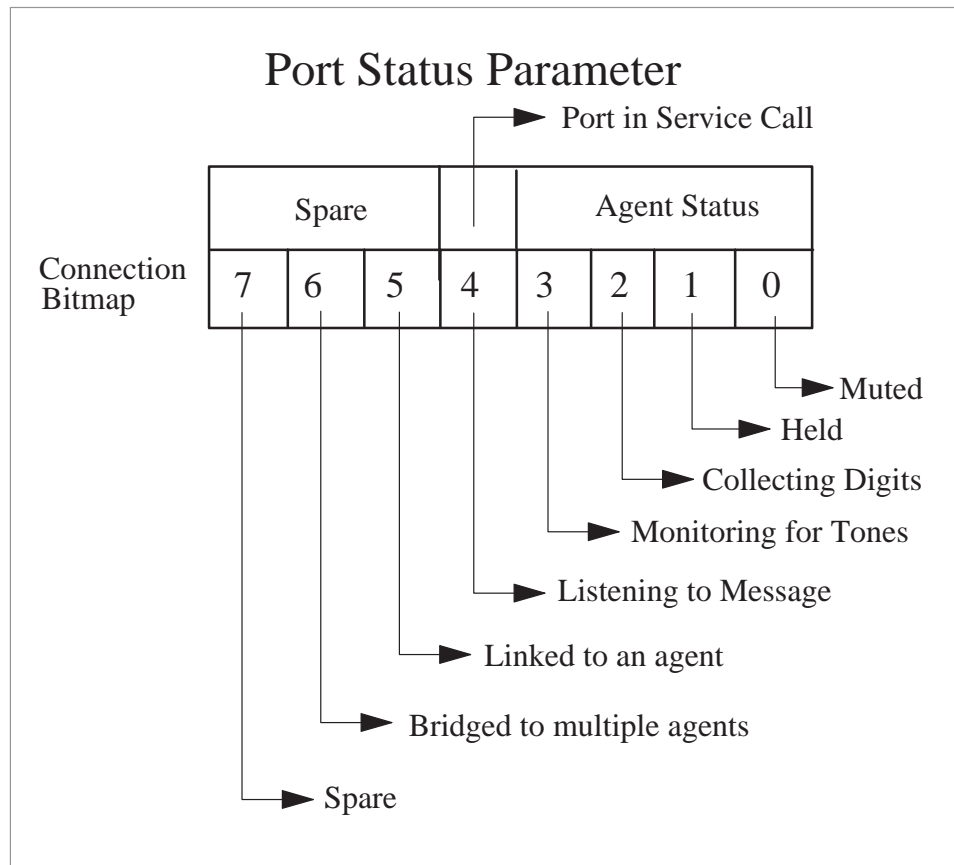 Port Status Parameter
Port in Service Call
Spare
Agent Status
Connection
Bitmap
7 6 5 4 3 2 1 0
Muted
Held
Collecting Digits
Monitoring for Tones
Listening to Message
Linked to an agent
Bridged to multiple agents
Spare